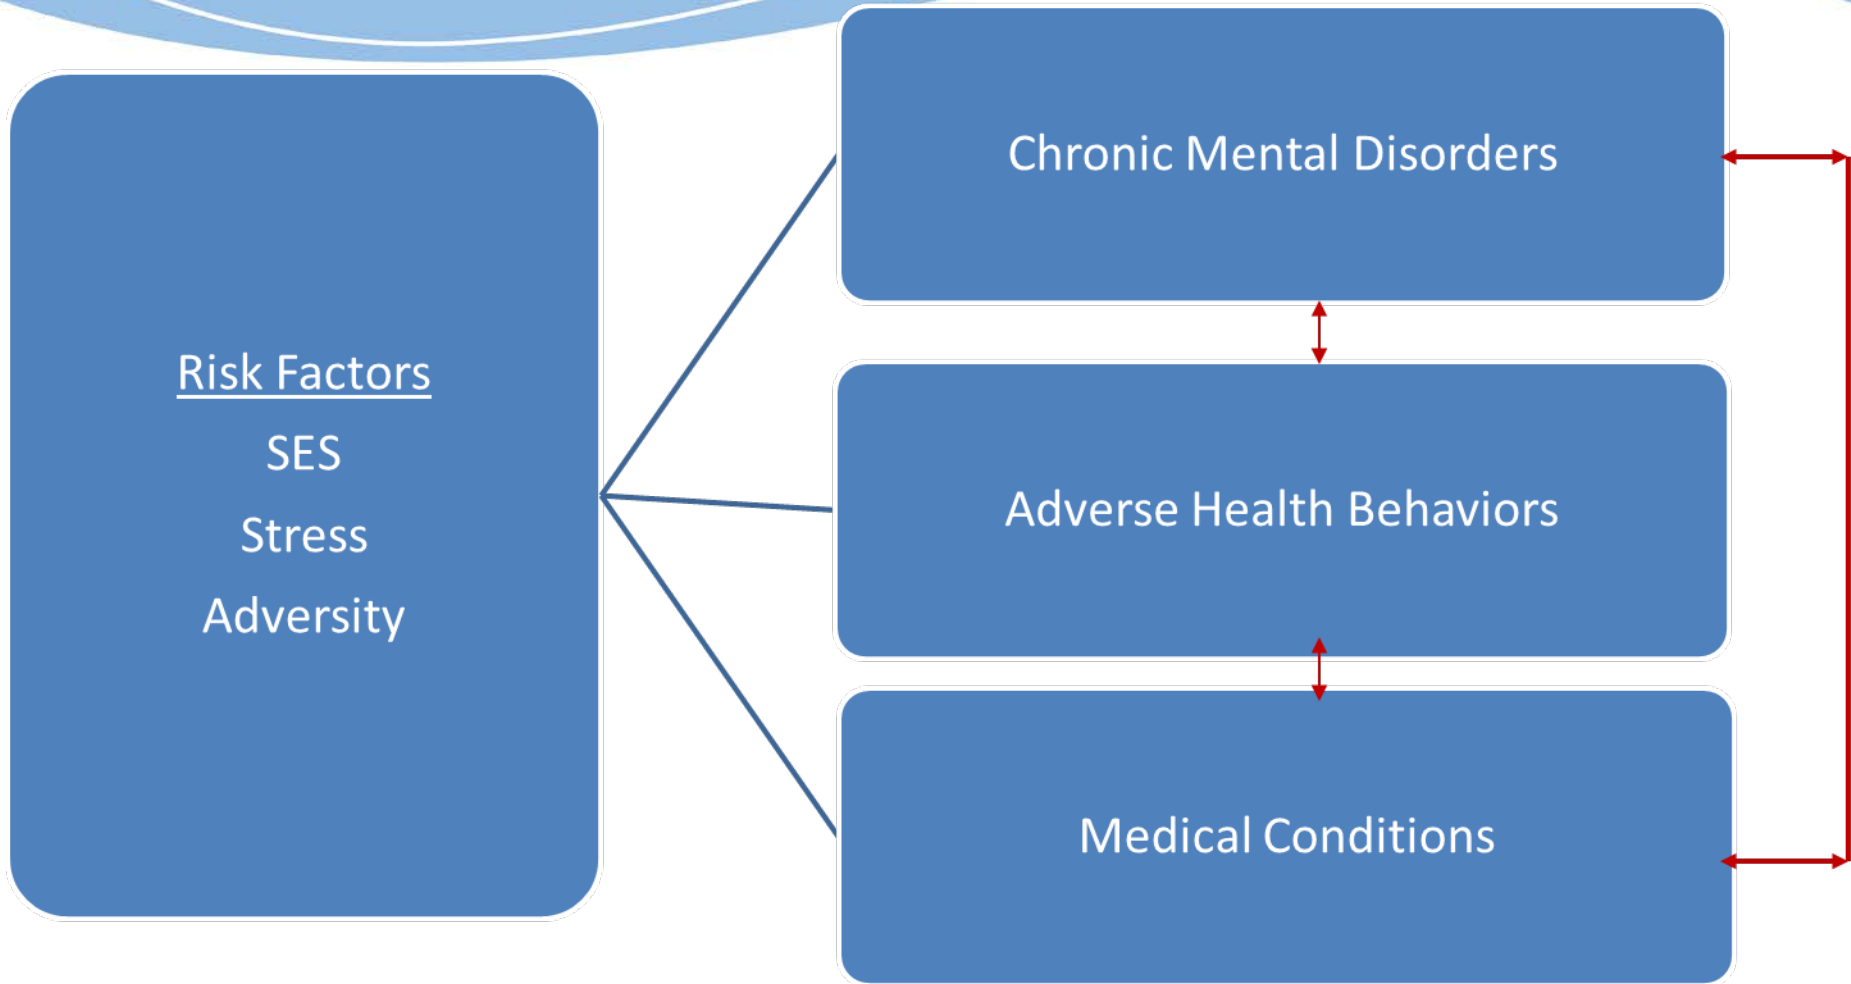 Risk Factors
SES
Stress
Adversity
Chronic Mental Disorders
Adverse Health Behaviors
Medical Conditions